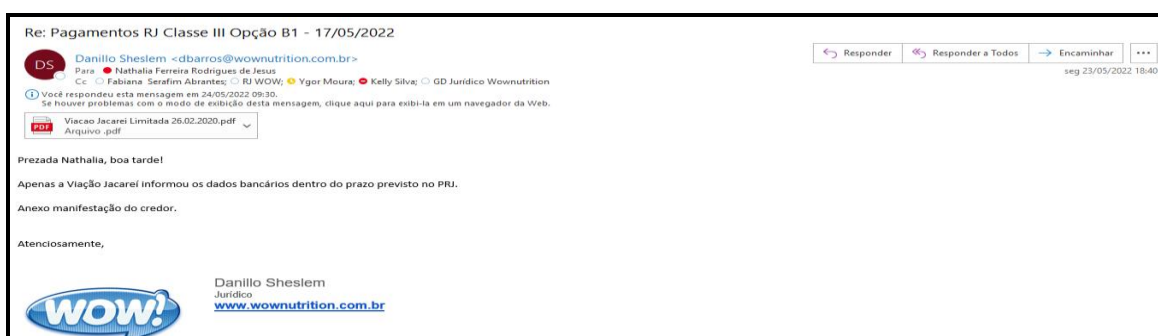 Re: Pagamentos RJ Classe III Opção B1 - 17/05/2022
DS
Danillo Sheslem <dbarros@wownutrition.com.br>
Para Nathalia Ferreira Rodrigues de Jesus
Cc Fabiana Serafim Abrantes; RJ WOW; Ygor Moura; Kelly Silva; GD Jurídico Wownutrition
Responder Responder a Todos Encaminhar ...
seg 23/05/2022 18:40
Você respondeu esta mensagem em 24/05/2022 09:30.
Se houver problemas com o modo de exibição desta mensagem, clique aqui para exibi-la em um navegador da Web.
PDF
Viacao Jacarei Limitada 26.02.2020.pdf
Arquivo .pdf
Prezada Nathalia, boa tarde!
Apenas a Viação Jacareí informou os dados bancários dentro do prazo previsto no PRJ.
Anexo manifestação do credor.
Atenciosamente,
WOW!
Danillo Sheslem
Jurídico
www.wownutrition.com.br